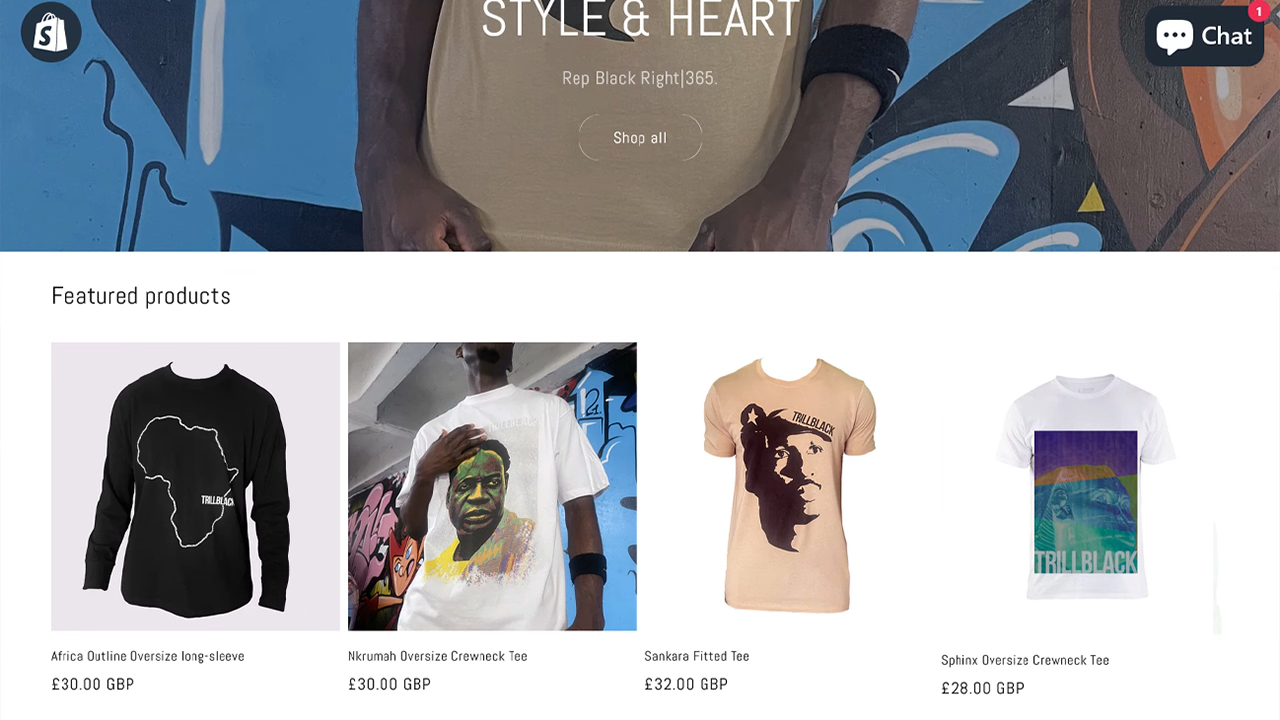 STYLE & HEART
Rep Black Right|365.
Shop all
Chat
1
Featured products
TRILLBLACK
TRILLBLACK
TRILLBLACK
TRILLBLACK
Africa Outline Oversize long-sleeve
Nkrumah Oversize Crewneck Tee
Sankara Fitted Tee
Sphinx Oversize Crewneck Tee
£30.00 GBP
£30.00 GBP
£32.00 GBP
£28.00 GBP